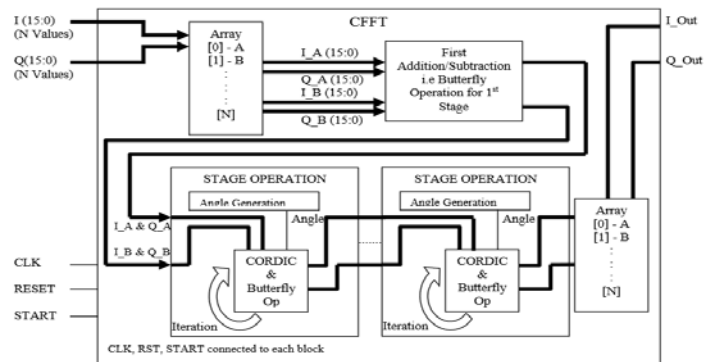 CFFT
I (15:0)
(N Values)
Q(15:0)
(N Values)
Array
[0] - A
[1] - B
[N]
I_A (15:0)
Q_A (15:0)
I_B (15:0)
Q_B (15:0)
First
Addition/Subtraction
i.e Butterfly
Operation for 1st
Stage
I_Out
Q_Out
STAGE OPERATION
Angle Generation
Angle
I_A & Q_A
I_B & Q_B
CORDIC
&
Butterfly
Op
Iteration
STAGE OPERATION
Angle Generation
Angle
CORDIC
&
Butterfly
Op
Iteration
Array
[0] - A
[1] - B
[N]
CLK
RESET
START
CLK, RST, START connected to each block